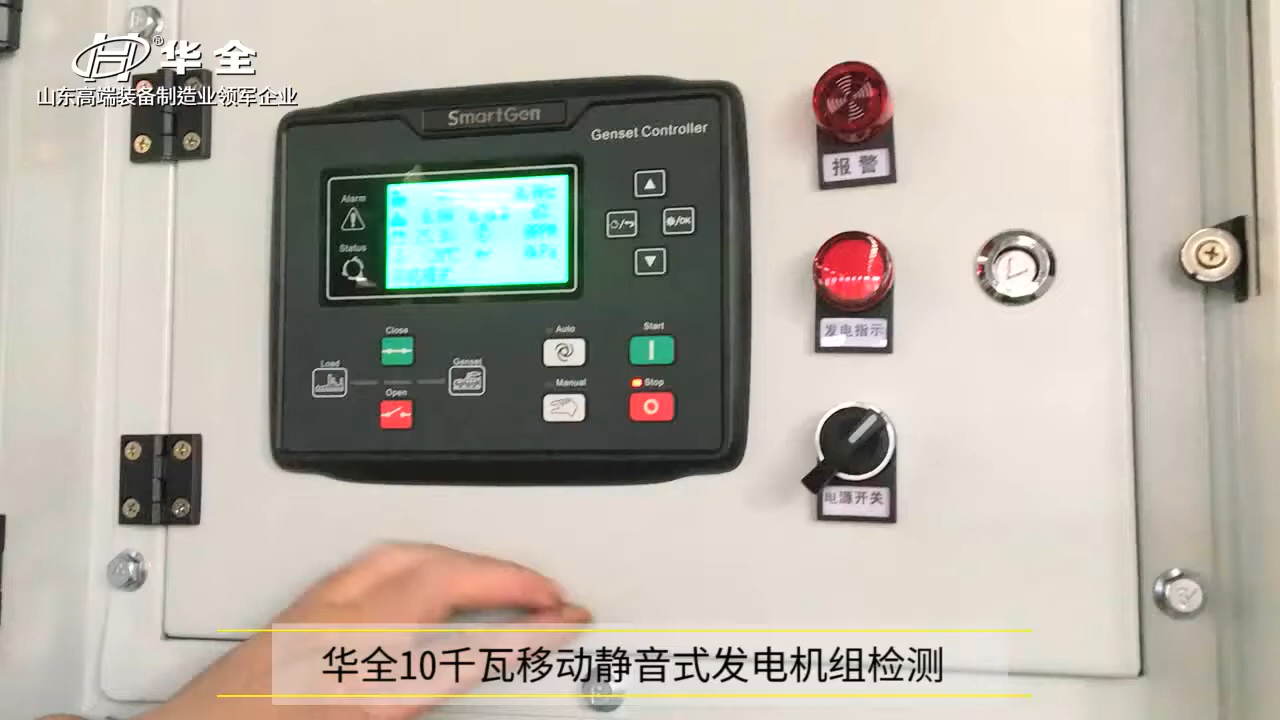 华全
山东高端装备制造业领军企业
SmartGen
Genset Controller
Alarm
Status
/OK
Close
Load
Genset
Open
Auto
Start
Manual
Stop
报警
发电指示
电源开关
华全10千瓦移动静音式发电机组检测